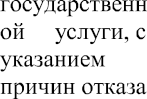 государственн
ой услуги, с
указанием
причин отказа